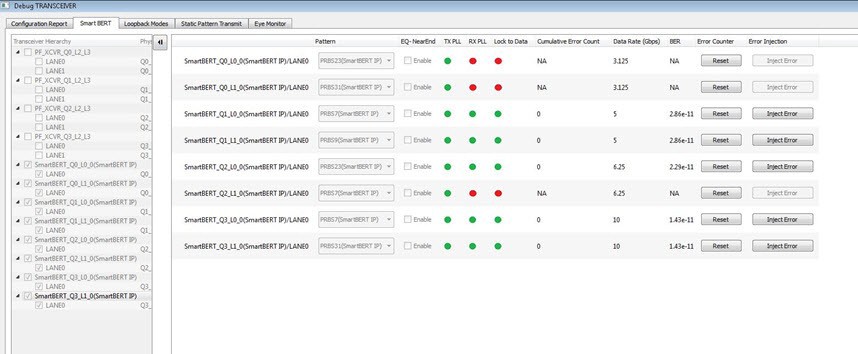 Debug TRANSCEIVER
Configuration Report Smart BERT Loopback Modes Static Pattern Transmit Eye Monitor
Transceiver Hierarchy Phys
PF_XCVR_Q0_L2_L3
LANE0 Q0_
LANE1 Q0_
PF_XCVR_Q1_L2_L3
LANE0 Q1_
LANE1 Q1_
PF_XCVR_Q2_L2_L3
LANE0 Q2_
LANE1 Q2_
PF_XCVR_Q3_L2_L3
LANE0 Q3_
LANE1 Q3_
SmartBERT_Q0_L0_0(SmartBERT IP)
LANE0 Q0_
SmartBERT_Q0_L1_0(SmartBERT IP)
LANE0 Q0_
SmartBERT_Q1_L0_0(SmartBERT IP)
LANE0 Q1_
SmartBERT_Q1_L1_0(SmartBERT IP)
LANE0 Q1_
SmartBERT_Q2_L0_0(SmartBERT IP)
LANE0 Q2_
SmartBERT_Q2_L1_0(SmartBERT IP)
LANE0 Q2_
SmartBERT_Q3_L0_0(SmartBERT IP)
LANE0 Q3_
SmartBERT_Q3_L1_0(SmartBERT IP)
LANE0 Q3_
Pattern EQ- NearEnd TX PLL RX PLL Lock to Data Cumulative Error Count Data Rate (Gbps) BER Error Counter Error Injection
SmartBERT_Q0_L0_0(SmartBERT IP)/LANE0 PRBS23(SmartBERT IP) Enable NA 3.125 NA Reset Inject Error
SmartBERT_Q0_L1_0(SmartBERT IP)/LANE0 PRBS31(SmartBERT IP) Enable NA 3.125 NA Reset Inject Error
SmartBERT_Q1_L0_0(SmartBERT IP)/LANE0 PRBS7(SmartBERT IP) Enable 0 5 2.86e-11 Reset Inject Error
SmartBERT_Q1_L1_0(SmartBERT IP)/LANE0 PRBS9(SmartBERT IP) Enable 0 5 2.86e-11 Reset Inject Error
SmartBERT_Q2_L0_0(SmartBERT IP)/LANE0 PRBS23(SmartBERT IP) Enable 0 6.25 2.29e-11 Reset Inject Error
SmartBERT_Q2_L1_0(SmartBERT IP)/LANE0 PRBS7(SmartBERT IP) Enable NA 6.25 NA Reset Inject Error
SmartBERT_Q3_L0_0(SmartBERT IP)/LANE0 PRBS7(SmartBERT IP) Enable 0 10 1.43e-11 Reset Inject Error
SmartBERT_Q3_L1_0(SmartBERT IP)/LANE0 PRBS31(SmartBERT IP) Enable 0 10 1.43e-11 Reset Inject Error